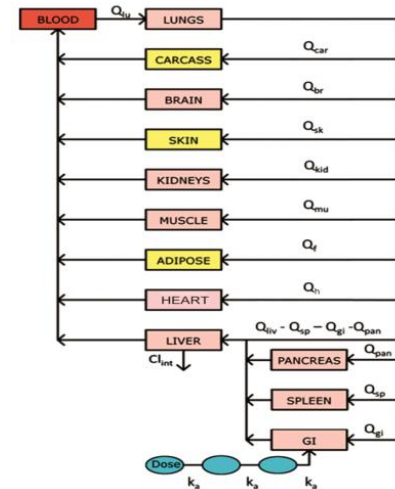 BLOOD Q_lu LUNGS
Q_car
CARCASS
Q_br
BRAIN
Q_sk
SKIN
Q_kid
KIDNEYS
Q_mu
MUSCLE
Q_f
ADIPOSE
Q_h
HEART
Q_liv - Q_sp – Q_gi -Q_pan
LIVER
Cl_int
PANCREAS Q_pan
SPLEEN Q_sp
GI Q_gi
Dose
k_a k_a k_a